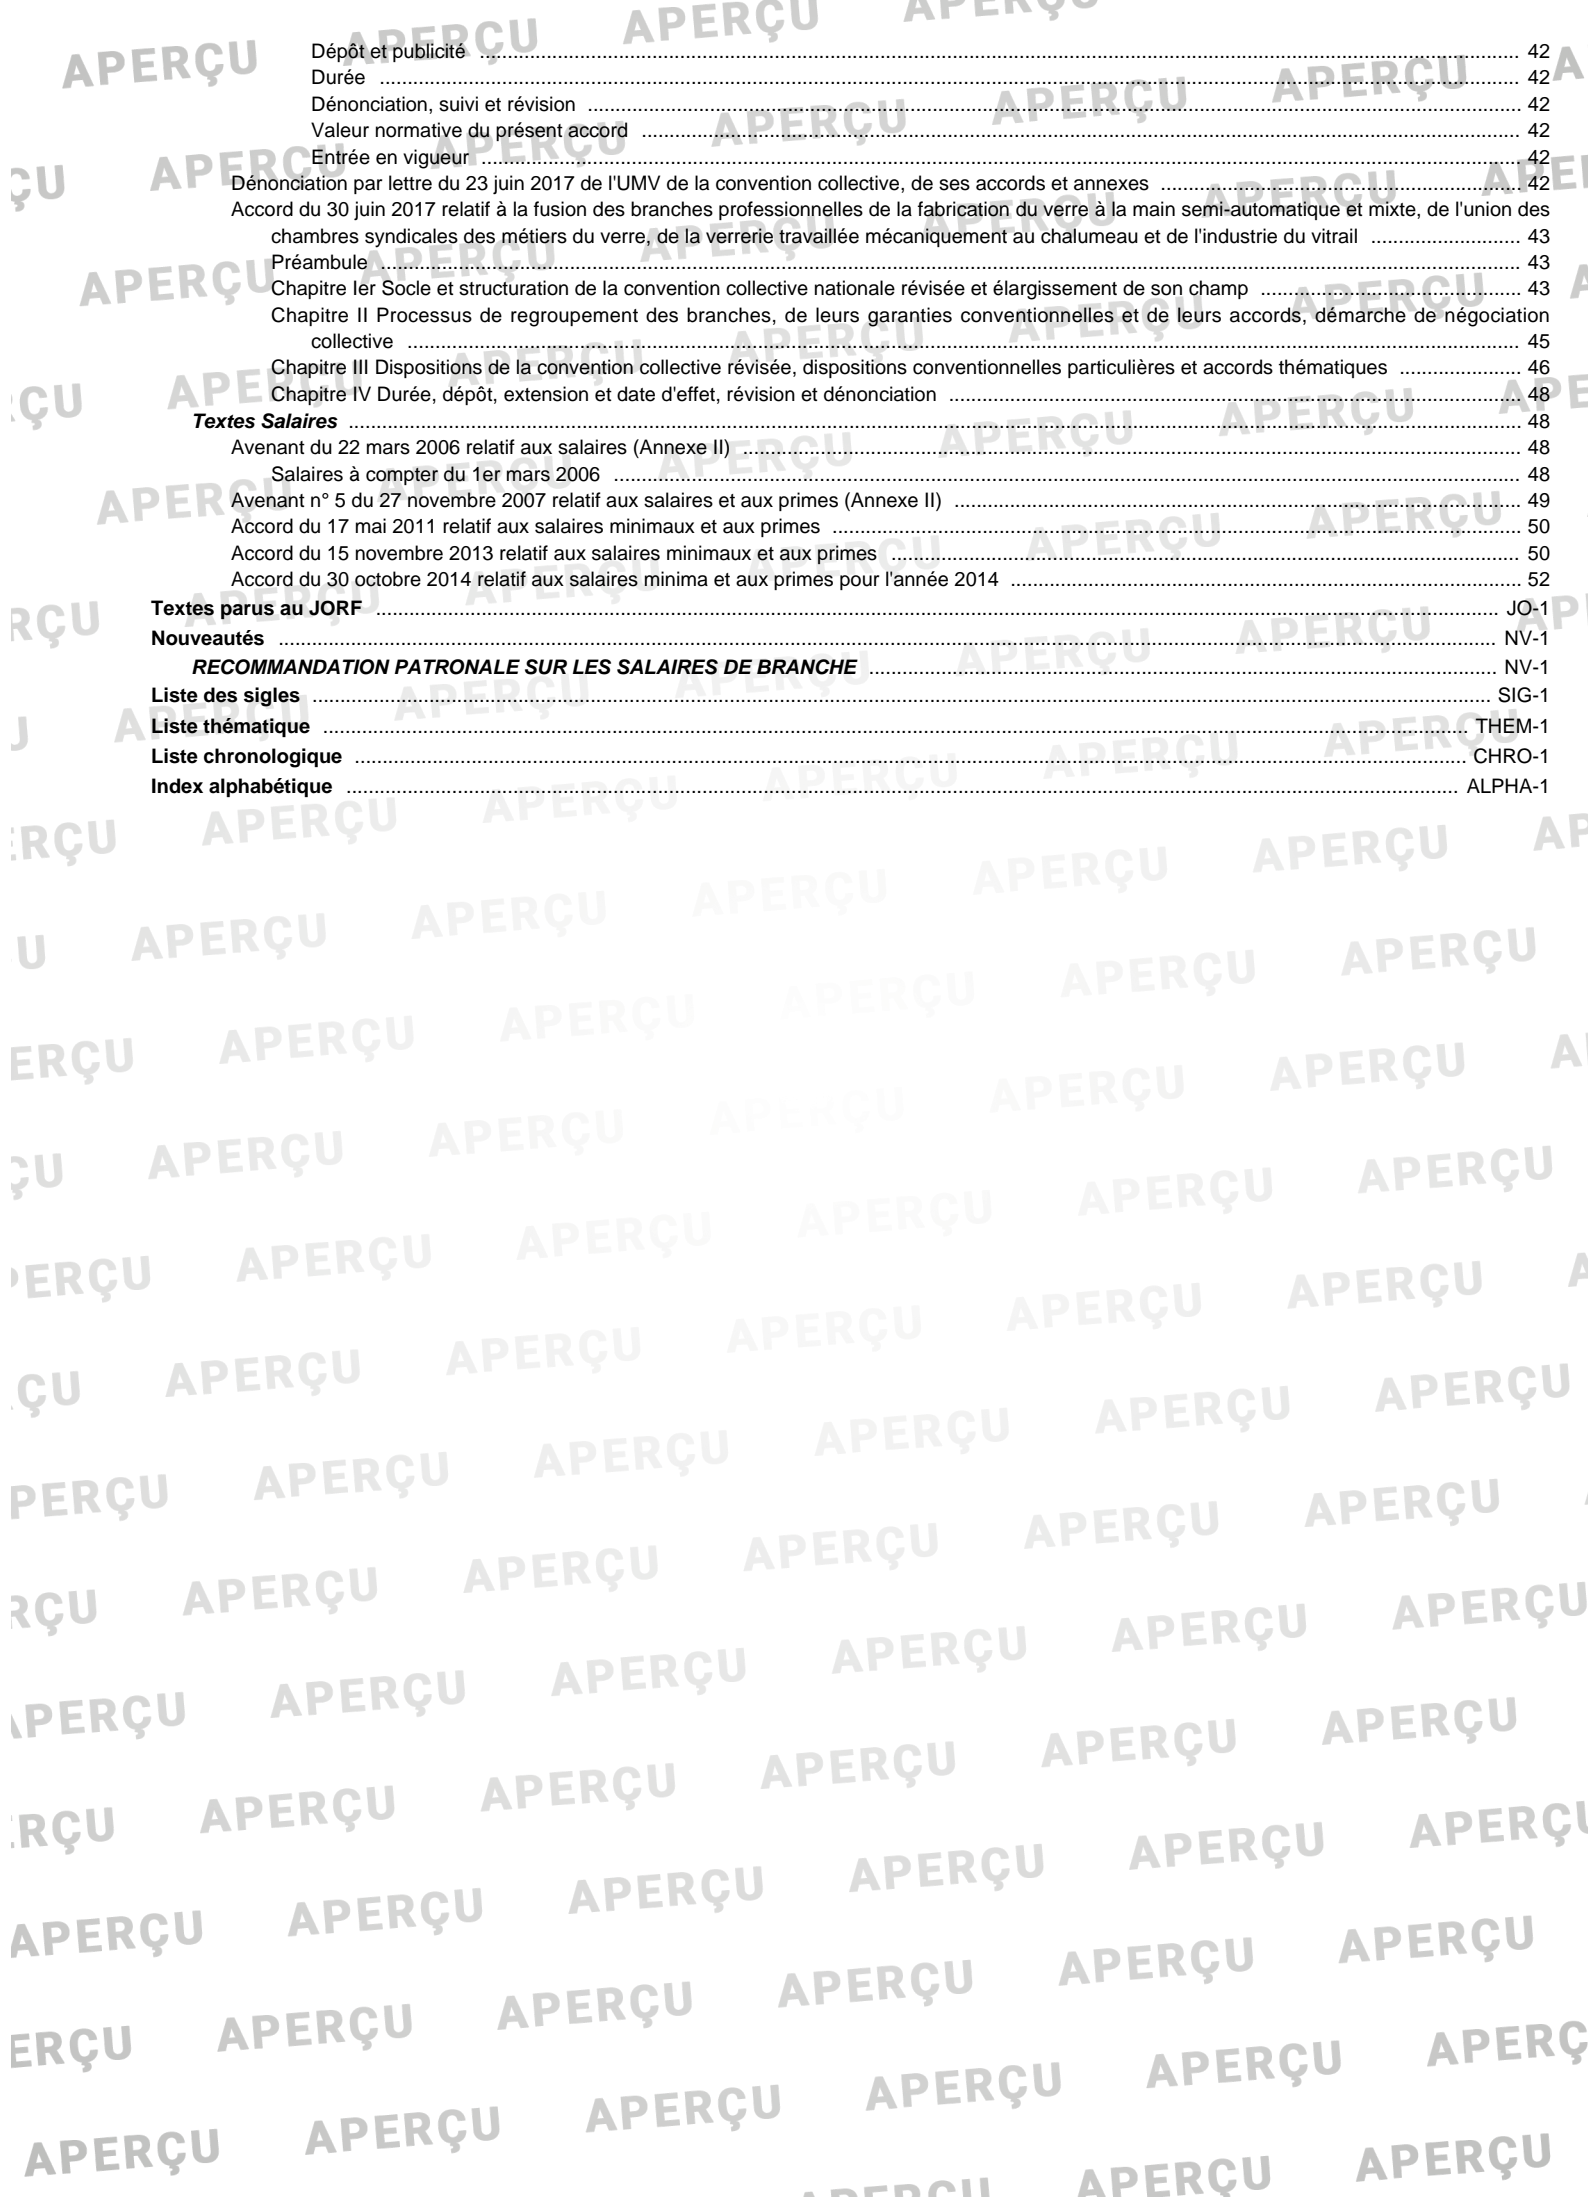 Dépôt et publicité ... 42
Durée ... 42
Dénonciation, suivi et révision ... 42
Valeur normative du présent accord ... 42
Entrée en vigueur ... 42
Dénonciation par lettre du 23 juin 2017 de l'UMV de la convention collective, de ses accords et annexes ... 42
Accord du 30 juin 2017 relatif à la fusion des branches professionnelles de la fabrication du verre à la main semi-automatique et mixte, de l'union des
chambres syndicales des métiers du verre, de la verrerie travaillée mécaniquement au chalumeau et de l'industrie du vitrail ... 43
Préambule ... 43
Chapitre Ier Socle et structuration de la convention collective nationale révisée et élargissement de son champ ... 43
Chapitre II Processus de regroupement des branches, de leurs garanties conventionnelles et de leurs accords, démarche de négociation
collective ... 45
Chapitre III Dispositions de la convention collective révisée, dispositions conventionnelles particulières et accords thématiques ... 46
Chapitre IV Durée, dépôt, extension et date d'effet, révision et dénonciation ... 48
Textes Salaires ... 48
Avenant du 22 mars 2006 relatif aux salaires (Annexe II) ... 48
Salaires à compter du 1er mars 2006 ... 48
Avenant n° 5 du 27 novembre 2007 relatif aux salaires et aux primes (Annexe II) ... 49
Accord du 17 mai 2011 relatif aux salaires minimaux et aux primes ... 50
Accord du 15 novembre 2013 relatif aux salaires minimaux et aux primes ... 50
Accord du 30 octobre 2014 relatif aux salaires minima et aux primes pour l'année 2014 ... 52
Textes parus au JORF ... JO-1
Nouveautés ... NV-1
RECOMMANDATION PATRONALE SUR LES SALAIRES DE BRANCHE ... NV-1
Liste des sigles ... SIG-1
Liste thématique ... THEM-1
Liste chronologique ... CHRO-1
Index alphabétique ... ALPHA-1
APERÇU